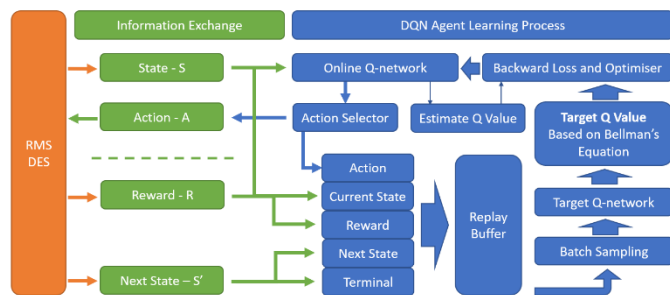 Information Exchange
DQN Agent Learning Process
RMS
DES
State - S
Action - A
Reward - R
Next State – S’
Online Q-network
Backward Loss and Optimiser
Action Selector
Estimate Q Value
Target Q Value
Based on Bellman's
Equation
Action
Current State
Reward
Next State
Terminal
Replay
Buffer
Target Q-network
Batch Sampling